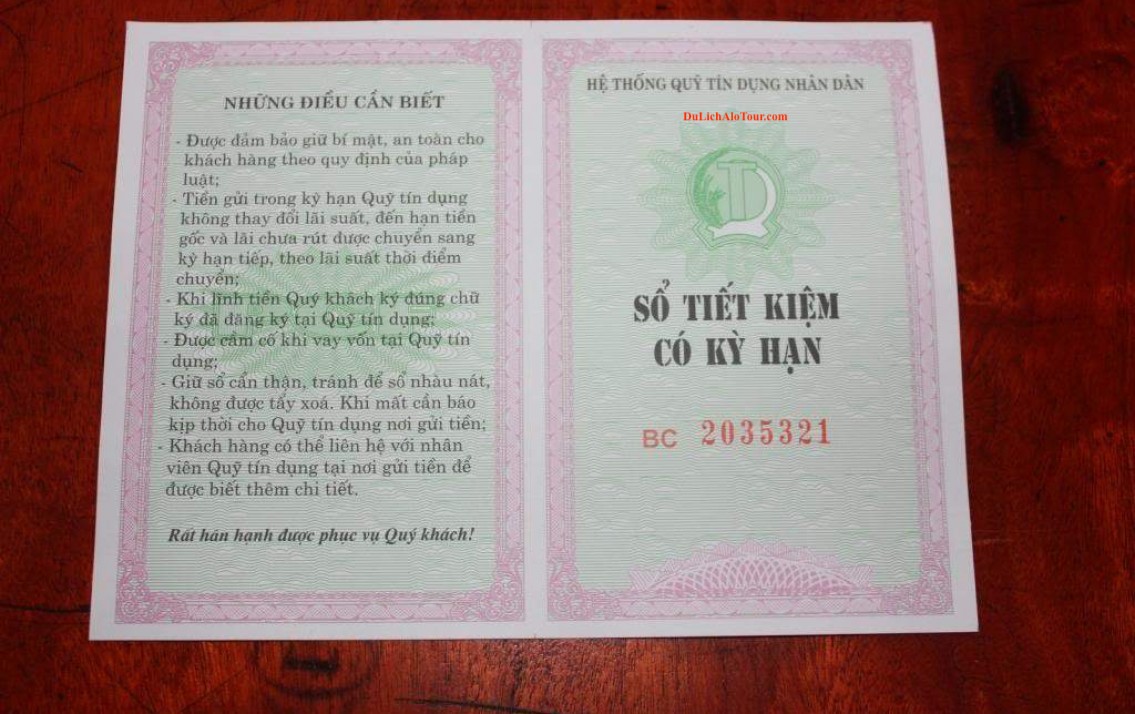 NHỮNG ĐIỀU CẦN BIẾT
- Được đảm bảo giữ bí mật, an toàn cho
khách hàng theo quy định của pháp
luật;
- Tiền gửi trong kỳ hạn Quỹ tín dụng
không thay đổi lãi suất, đến hạn tiền
gốc và lãi chưa rút được chuyển sang
kỳ hạn tiếp, theo lãi suất thời điểm
chuyển;
- Khi lĩnh tiền Quý khách ký đúng chữ
ký đã đăng ký tại Quỹ tín dụng;
- Được cầm cố khi vay vốn tại Quỹ tín
dụng;
- Giữ sổ cẩn thận, tránh để sổ nhàu nát,
không được tẩy xoá. Khi mất cần báo
kịp thời cho Quỹ tín dụng nơi gửi tiền;
- Khách hàng có thể liên hệ với nhân
viên Quỹ tín dụng tại nơi gửi tiền để
được biết thêm chi tiết.
Rất hân hạnh được phục vụ Quý khách!
HỆ THỐNG QUỸ TÍN DỤNG NHÂN DÂN
DuLichAloTour.com
SỔ TIẾT KIỆM
CÓ KỲ HẠN
BC 2035321